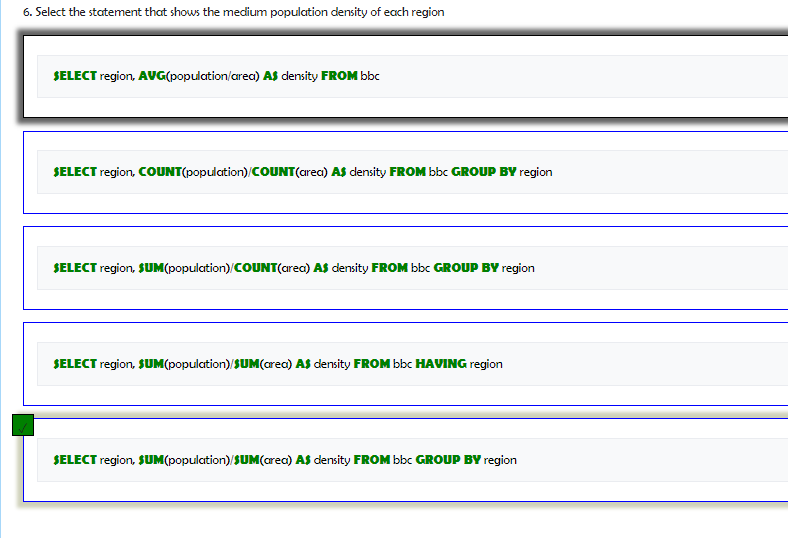 6. Select the statement that shows the medium population density of each region
SELECT region, AVG(population/area) AS density FROM bbc
SELECT region, COUNT(population)/COUNT(area) AS density FROM bbc GROUP BY region
SELECT region, SUM(population)/COUNT(area) AS density FROM bbc GROUP BY region
SELECT region, SUM(population)/SUM(area) AS density FROM bbc HAVING region
SELECT region, SUM(population)/SUM(area) AS density FROM bbc GROUP BY region